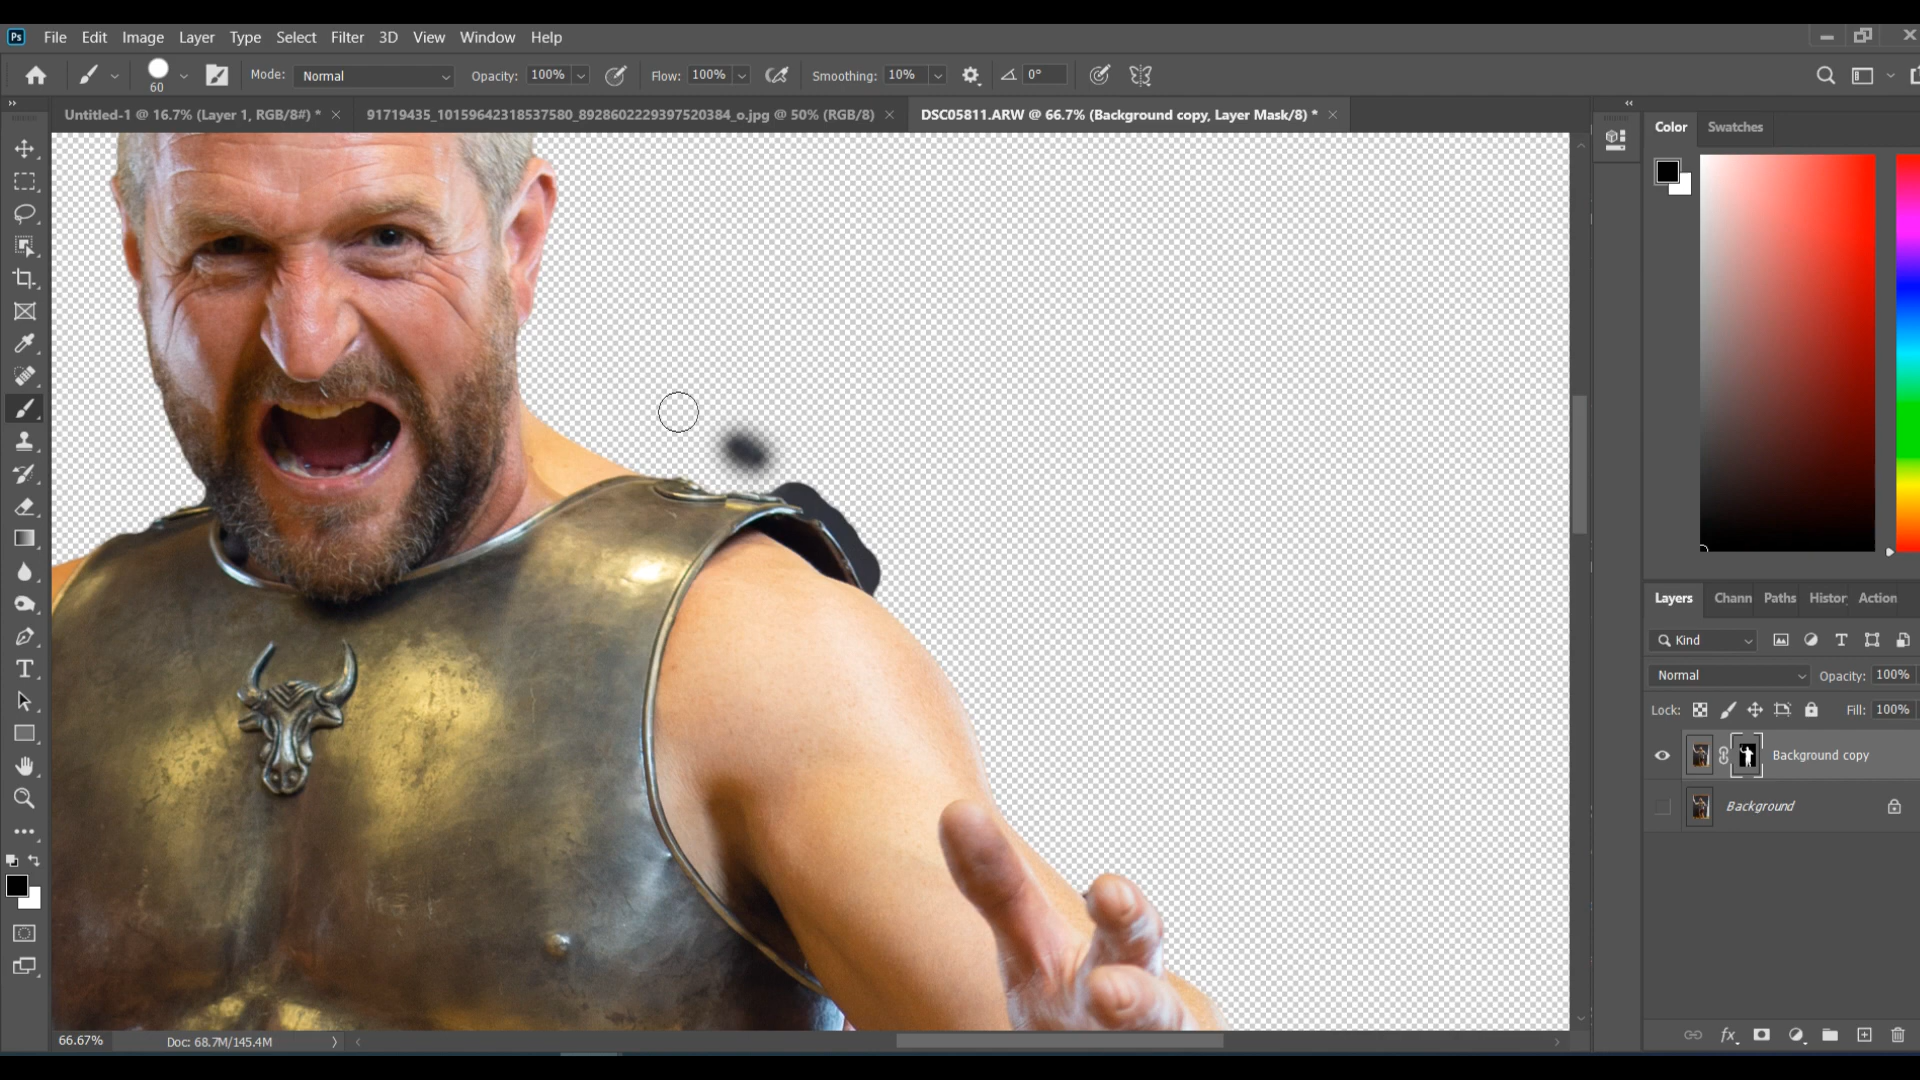 Ps File Edit Image Layer Type Select Filter 3D View Window Help
60 Mode: Normal Opacity: 100% Flow: 100% Smoothing: 10% 0°
Untitled-1 @ 16.7% (Layer 1, RGB/8#) * 91719435_10159642318537580_8928602229397520384_o.jpg @ 50% (RGB/8) DSC05811.ARW @ 66.7% (Background copy, Layer Mask/8) *
Color Swatches
Layers Chann Paths Histor Action
Kind
Normal Opacity: 100%
Lock: Fill: 100%
Background copy
Background
fx
66.67% Doc: 68.7M/145.4M